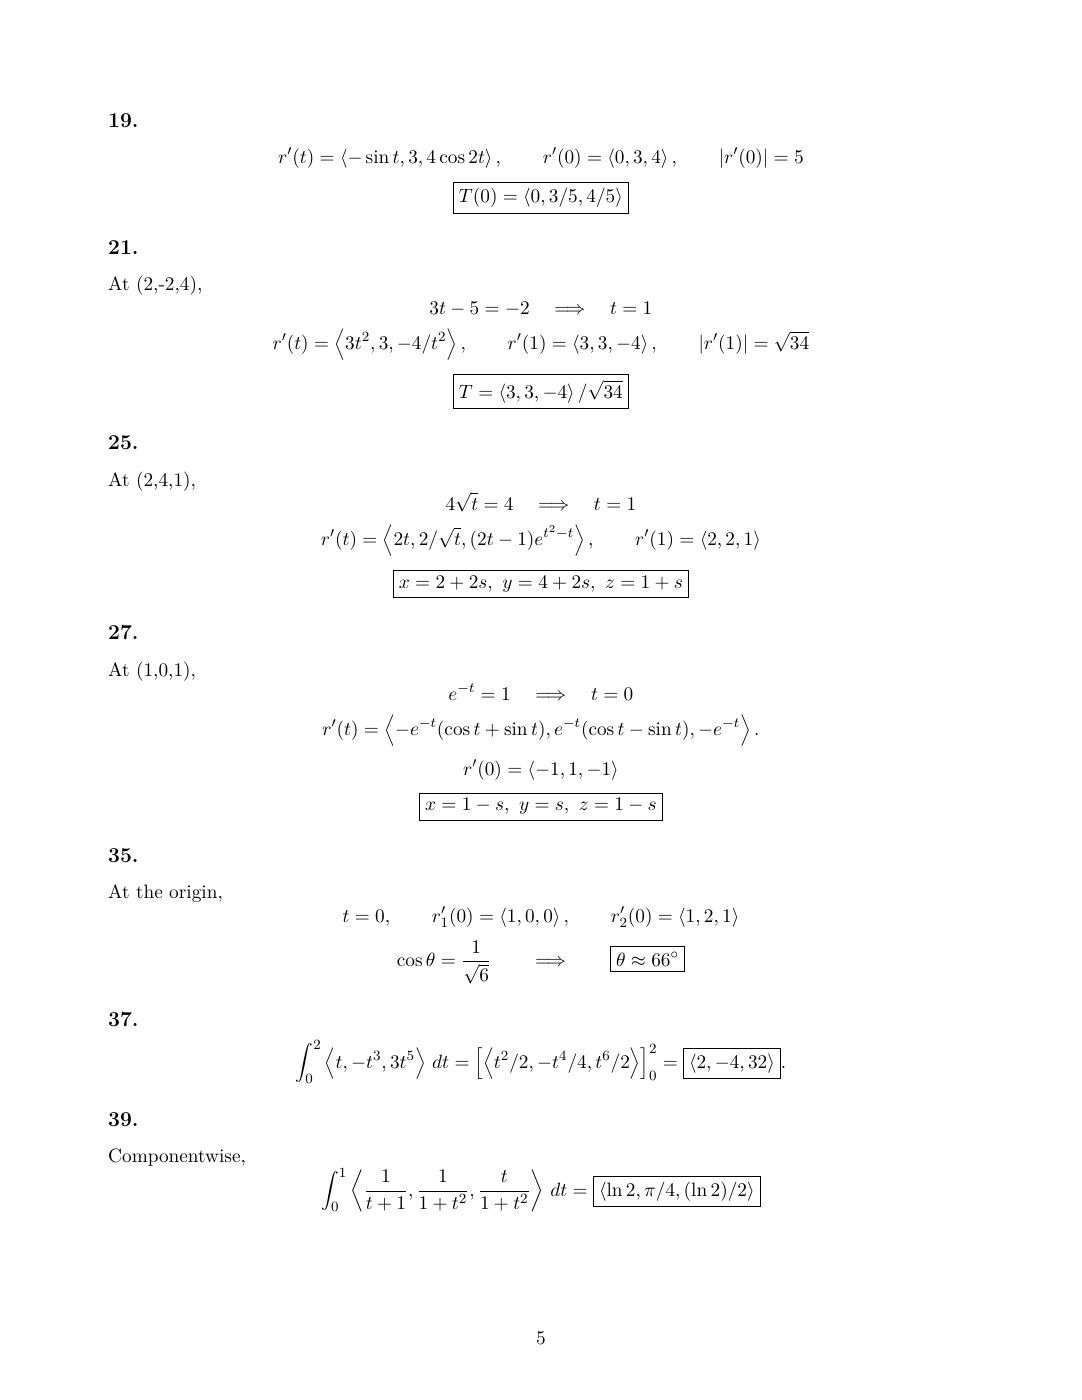 19.
r′(t) = ⟨− sin t, 3, 4 cos 2t⟩ , r′(0) = ⟨0, 3, 4⟩ , |r′(0)| = 5
T(0) = ⟨0, 3/5, 4/5⟩
21.
At (2,-2,4),
3t − 5 = −2 ⟹ t = 1
r′(t) = ⟨3t², 3, −4/t²⟩ , r′(1) = ⟨3, 3, −4⟩ , |r′(1)| = √34
T = ⟨3, 3, −4⟩ /√34
25.
At (2,4,1),
4√t = 4 ⟹ t = 1
r′(t) = ⟨2t, 2/√t, (2t − 1)e^{t²−t}⟩ , r′(1) = ⟨2, 2, 1⟩
x = 2 + 2s, y = 4 + 2s, z = 1 + s
27.
At (1,0,1),
e^{−t} = 1 ⟹ t = 0
r′(t) = ⟨−e^{−t}(cos t + sin t), e^{−t}(cos t − sin t), −e^{−t}⟩ .
r′(0) = ⟨−1, 1, −1⟩
x = 1 − s, y = s, z = 1 − s
35.
At the origin,
t = 0, r′₁(0) = ⟨1, 0, 0⟩ , r′₂(0) = ⟨1, 2, 1⟩
cos θ = 1/√6 ⟹ θ ≈ 66°
37.
∫₀² ⟨t, −t³, 3t⁵⟩ dt = [⟨t²/2, −t⁴/4, t⁶/2⟩]₀² = ⟨2, −4, 32⟩ .
39.
Componentwise,
∫₀¹ ⟨1/(t + 1), 1/(1 + t²), t/(1 + t²)⟩ dt = ⟨ln 2, π/4, (ln 2)/2⟩
5